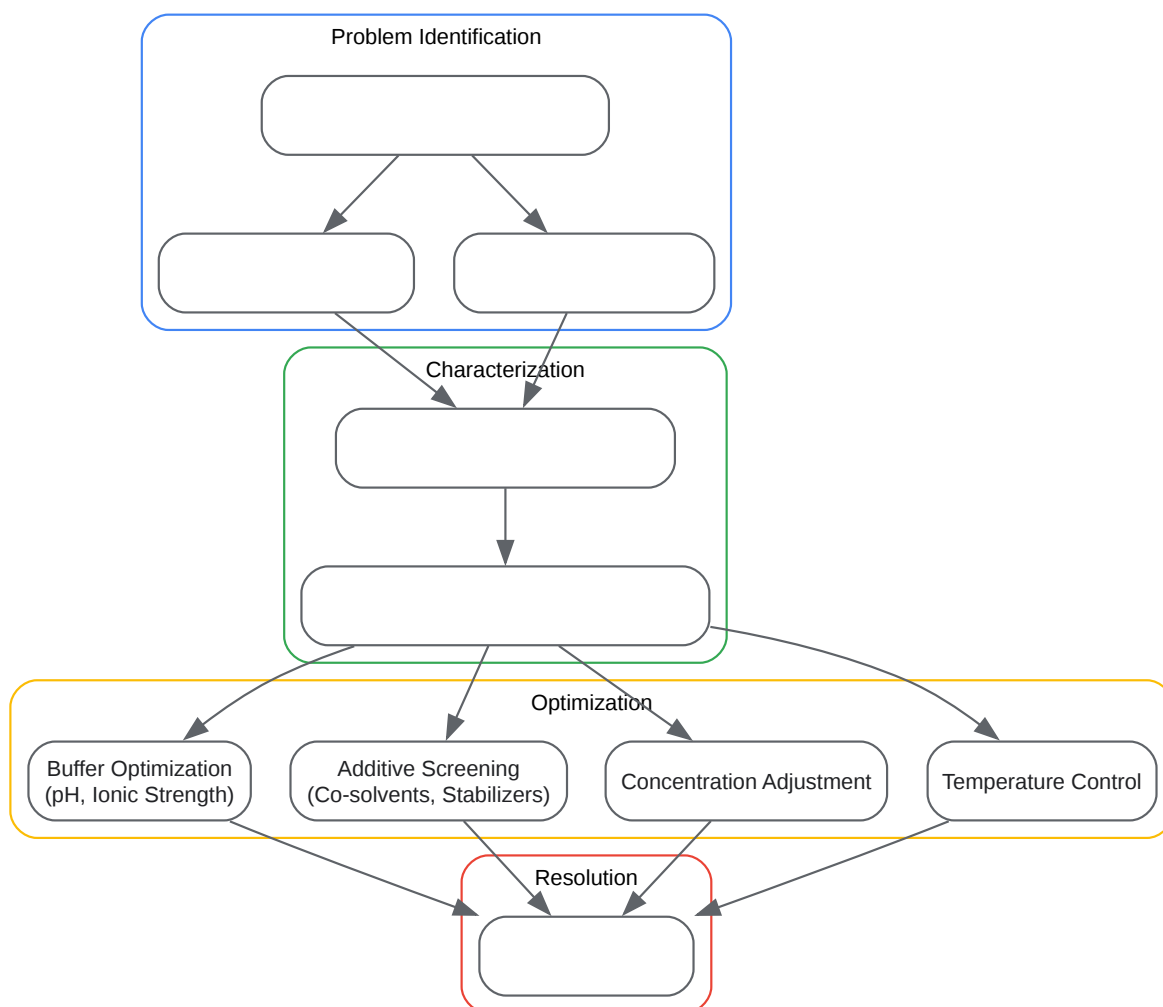 Problem Identification
Characterization
Optimization
Buffer Optimization
(pH, Ionic Strength)
Additive Screening
(Co-solvents, Stabilizers)
Concentration Adjustment
Temperature Control
Resolution